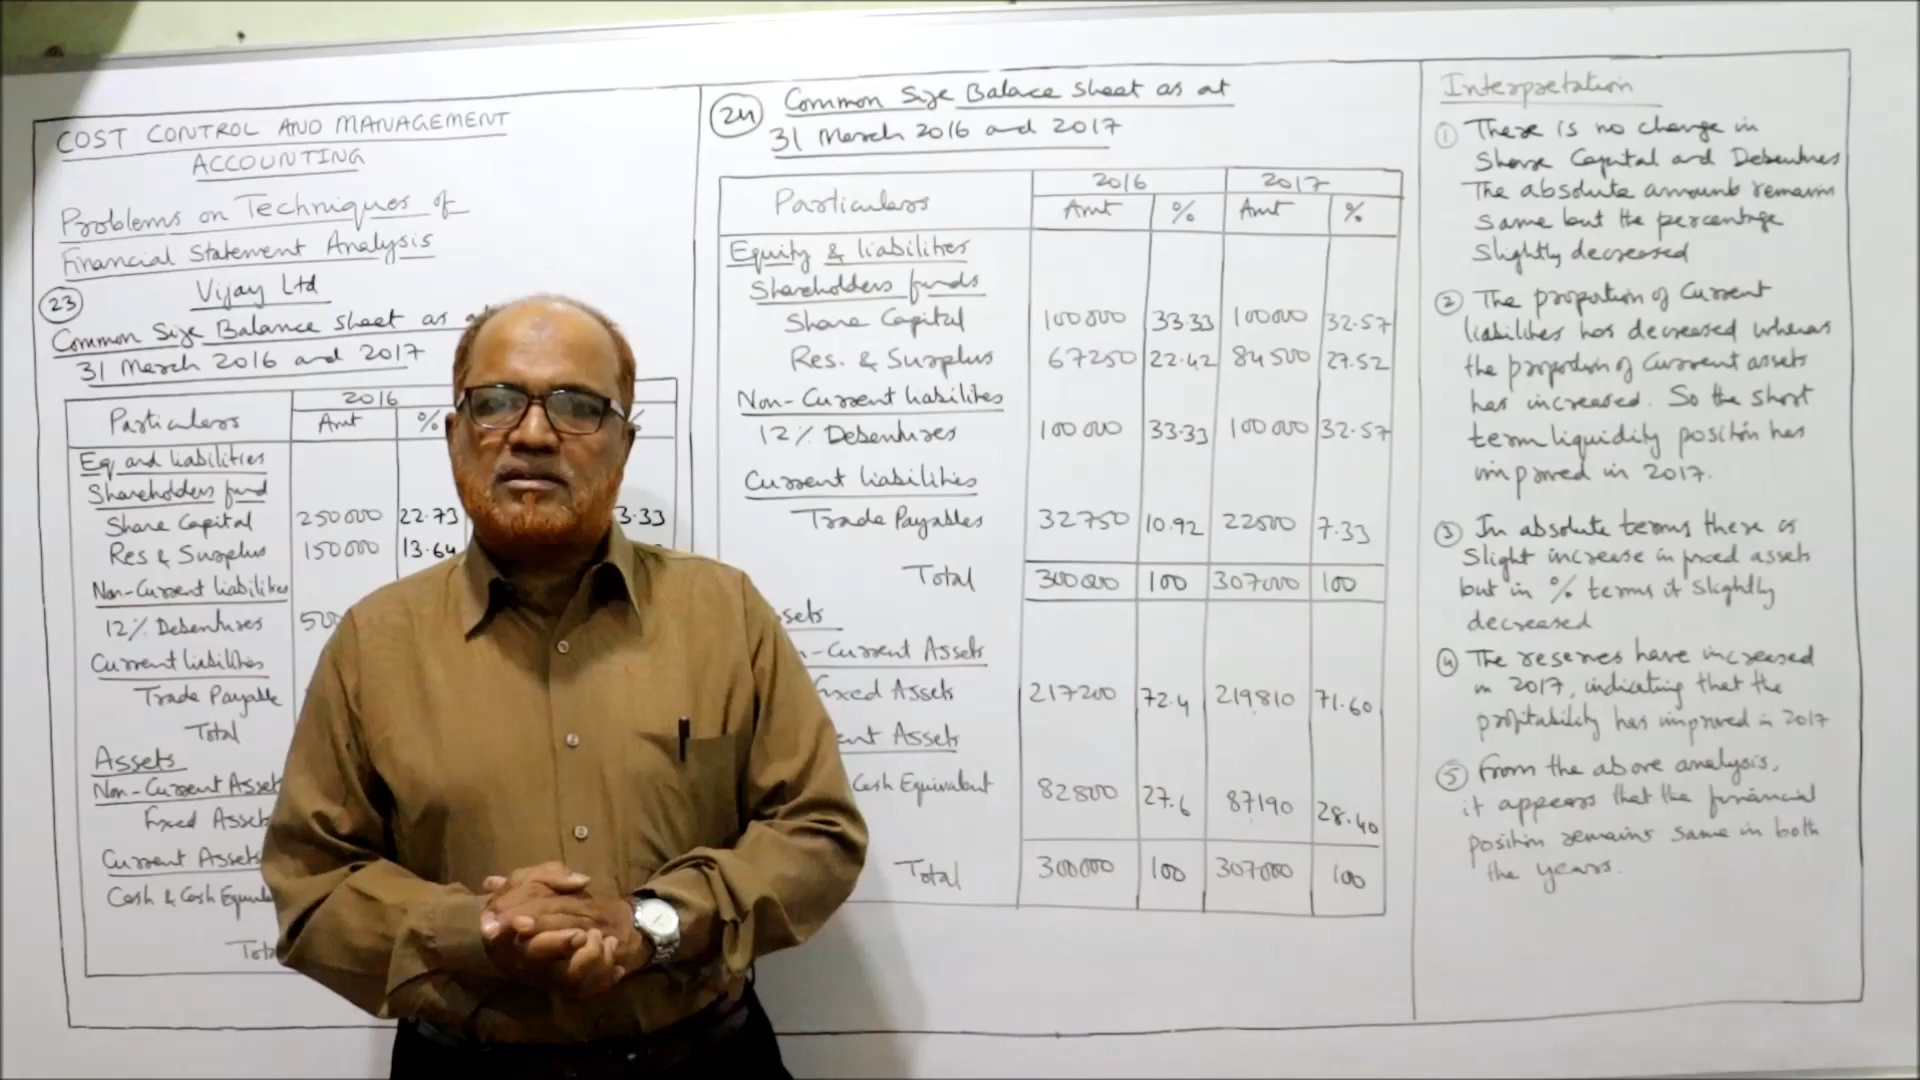 COST CONTROL AND MANAGEMENT
ACCOUNTING
Problems on Techniques of
Financial Statement Analysis
23 Vijay Ltd
Common Size Balance Sheet as
31 March 2016 and 2017
2016
Particulars Amt % %
Eq and liabilities
Shareholders fund
Share Capital 250000 22.73 3.33
Res & Surplus 150000 13.64
Non-Current liabilities
12% Debentures 500
Current liabilities
Trade Payable
Total
Assets
Non-Current Asset
Fixed Asset
Current Assets
Cash & Cash Equivale
Total
24 Common Size Balace Sheet as at
31 March 2016 and 2017
2016 2017
Particulars Amt % Amt %
Equity & liabilities
Shareholders funds
Share Capital 100000 33.33 100000 32.57
Res. & Surplus 67250 22.42 84500 27.52
Non-Current liabilities
12% Debentures 100000 33.33 100000 32.57
Current liabilities
Trade Payables 32750 10.92 22500 7.33
Total 300000 100 307000 100
ssets
n-Current Assets
Fixed Assets 217200 72.4 219810 71.60
ent Assets
Cash Equivalent 82800 27.6 87190 28.40
Total 300000 100 307000 100
Interpretation
1 There is no change in
Share Capital and Debentures
The absolute amounts remains
same but the percentage
slightly decreased
2 The proportion of Current
liabilities has decreased wheras
the proportion of Current assets
has increased. So the short
term liquidity position has
improved in 2017.
3 In absolute terms there is
slight increase in fixed assets
but in % terms it slightly
decreased
4 The reserves have increased
in 2017, indicating that the
profitability has improved in 2017
5 From the above analysis,
it appears that the financial
position remains same in both
the years.